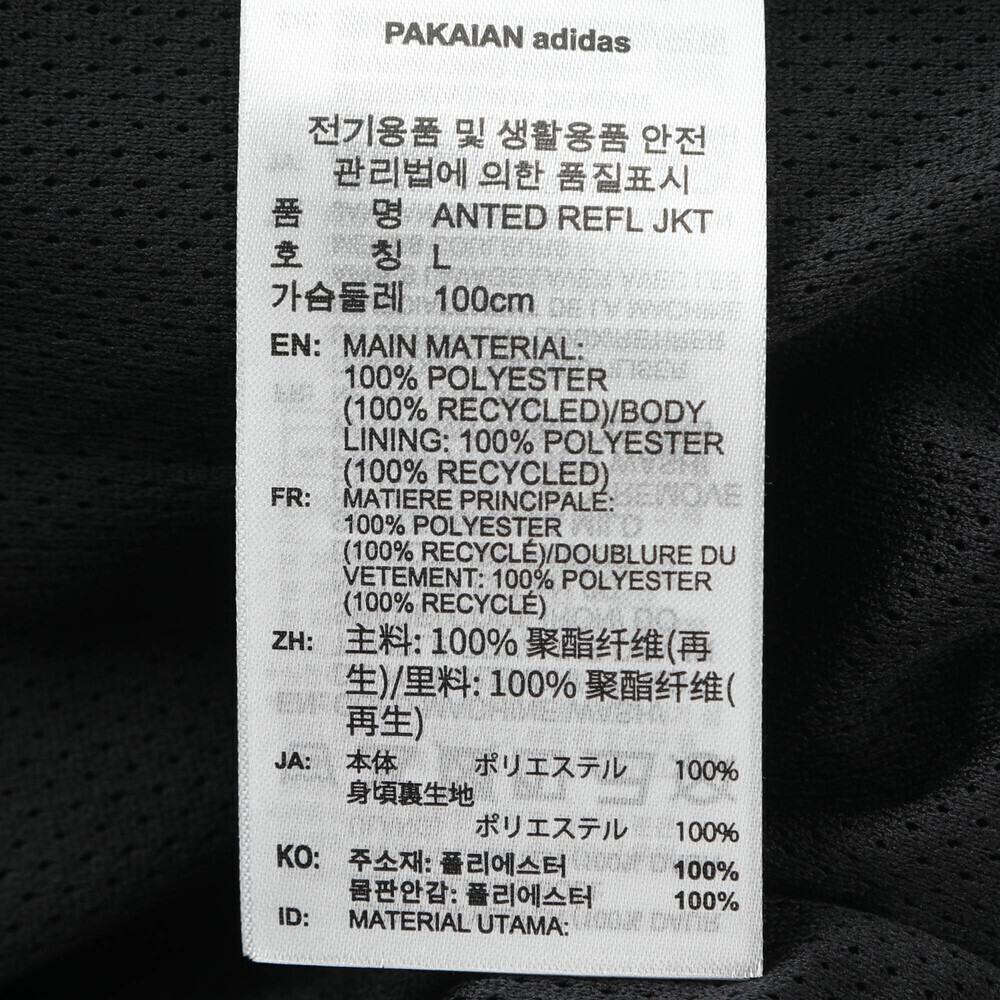 PAKAIAN adidas
전기용품 및 생활용품 안전
관리법에 의한 품질표시
품 명 ANTED REFL JKT
호 칭 L
가슴둘레 100cm
EN: MAIN MATERIAL:
100% POLYESTER
(100% RECYCLED)/BODY
LINING: 100% POLYESTER
(100% RECYCLED)
FR: MATIERE PRINCIPALE:
100% POLYESTER
(100% RECYCLÉ)/DOUBLURE DU
VETEMENT: 100% POLYESTER
(100% RECYCLÉ)
ZH: 主料: 100% 聚酯纤维(再
生)/里料: 100% 聚酯纤维(
再生)
JA: 本体 ポリエステル 100%
身頃裏生地
ポリエステル 100%
KO: 주소재: 폴리에스터 100%
몸판안감: 폴리에스터 100%
ID: MATERIAL UTAMA: